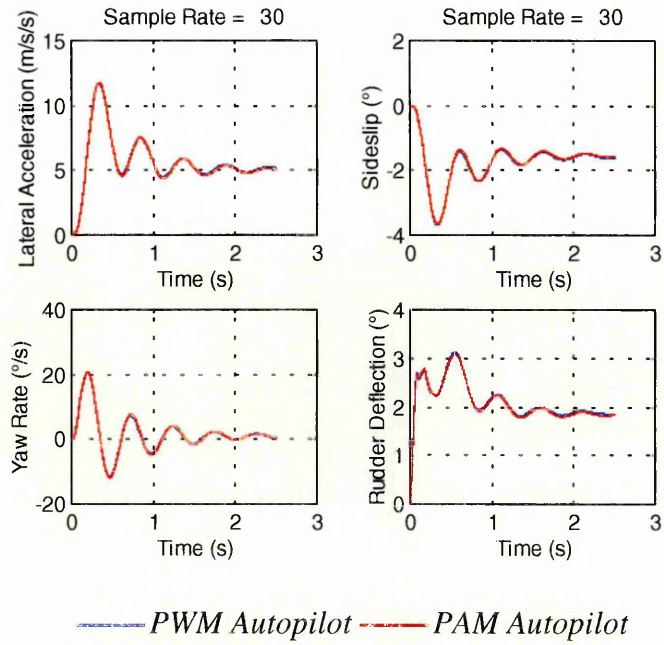 Sample Rate = 30
Lateral Acceleration (m/s/s)
15
10
5
0
0 1 2 3
Time (s)
Sample Rate = 30
Sideslip (°)
2
0
-2
-4
0 1 2 3
Time (s)
Yaw Rate (°/s)
40
20
0
-20
0 1 2 3
Time (s)
Rudder Deflection (°)
4
3
2
1
0
0 1 2 3
Time (s)
PWM Autopilot PAM Autopilot